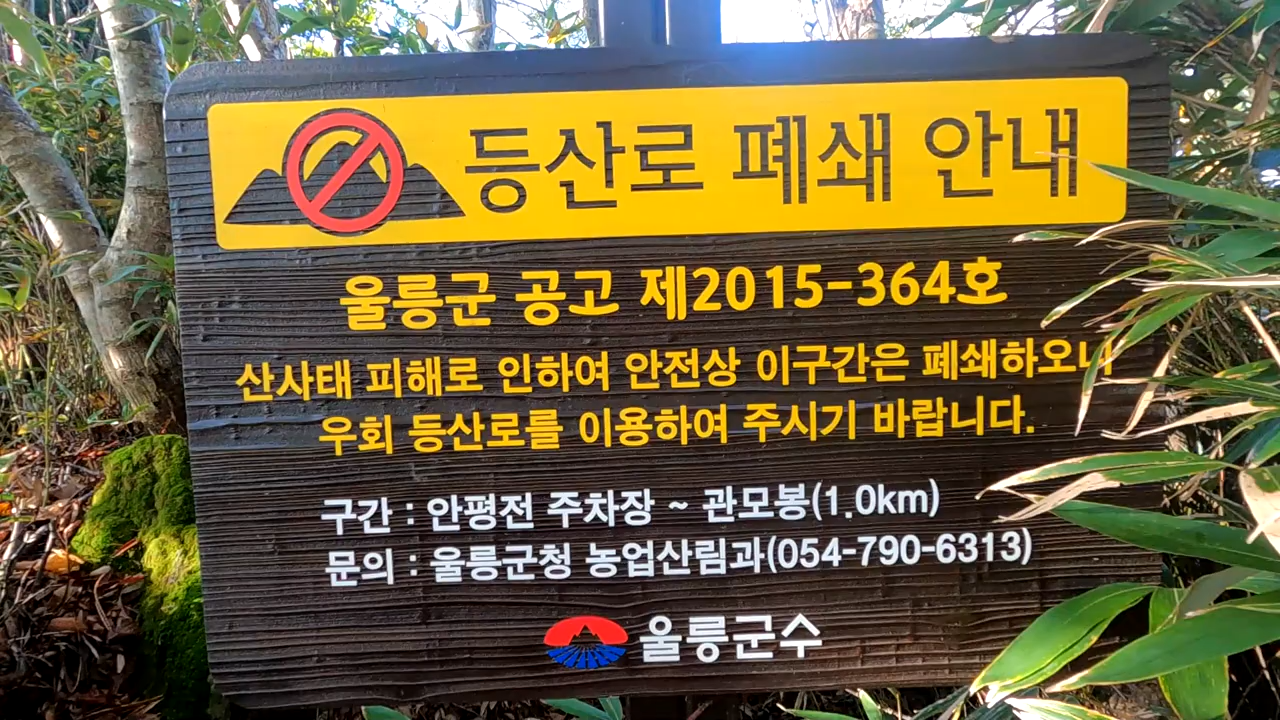 등산로 폐쇄 안내
울릉군 공고 제2015-364호
산사태 피해로 인하여 안전상 이구간은 폐쇄하오니
우회 등산로를 이용하여 주시기 바랍니다.
구간 : 안평전 주차장 ~ 관모봉(1.0km)
문의 : 울릉군청 농업산림과(054-790-6313)
울릉군수